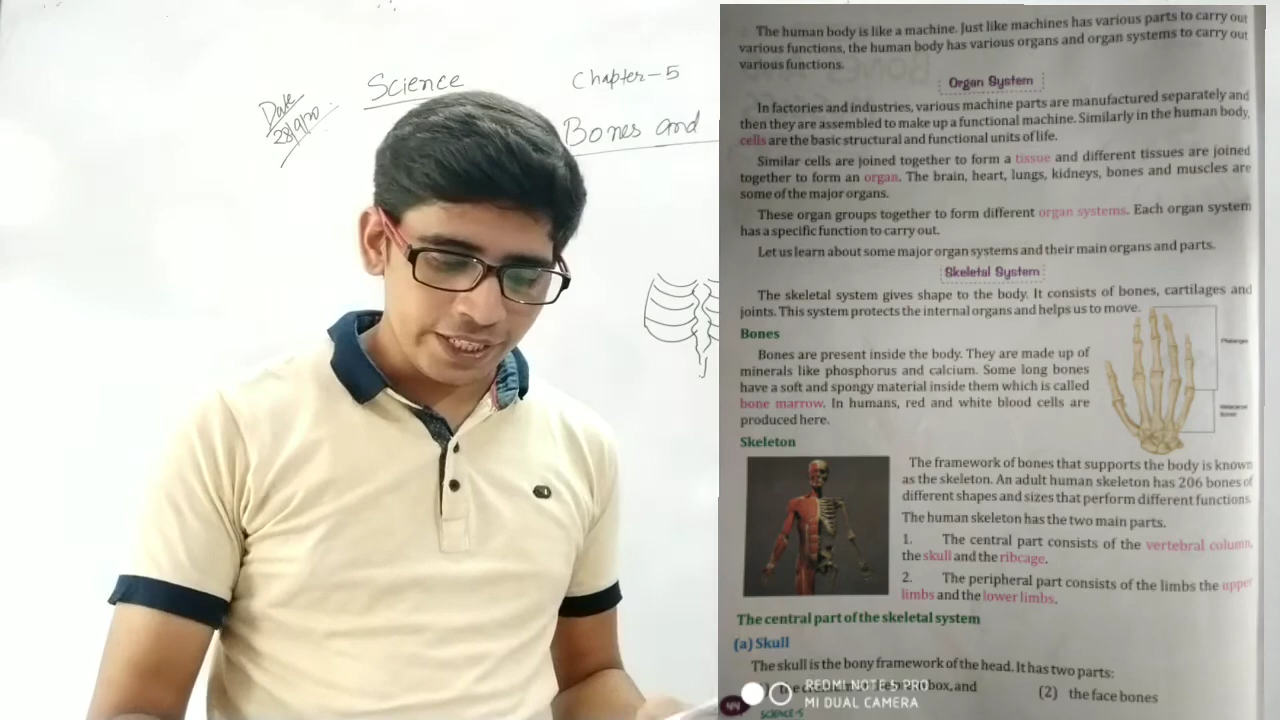 Date
28/9/20
Science
Chapter-5
Bones and
The human body is like a machine. Just like machines has various parts to carry out
various functions, the human body has various organs and organ systems to carry out
various functions.
Organ System
In factories and industries, various machine parts are manufactured separately and
then they are assembled to make up a functional machine. Similarly in the human body,
cells are the basic structural and functional units of life.
Similar cells are joined together to form a tissue and different tissues are joined
together to form an organ. The brain, heart, lungs, kidneys, bones and muscles are
some of the major organs.
These organ groups together to form different organ systems. Each organ system
has a specific function to carry out.
Let us learn about some major organ systems and their main organs and parts.
Skeletal System
The skeletal system gives shape to the body. It consists of bones, cartilages and
joints. This system protects the internal organs and helps us to move.
Bones
Bones are present inside the body. They are made up of
minerals like phosphorus and calcium. Some long bones
have a soft and spongy material inside them which is called
bone marrow. In humans, red and white blood cells are
produced here.
Phalanges
Metacarpal
Bones
Skeleton
The framework of bones that supports the body is known
as the skeleton. An adult human skeleton has 206 bones of
different shapes and sizes that perform different functions.
The human skeleton has the two main parts.
1. The central part consists of the vertebral column,
the skull and the ribcage.
2. The peripheral part consists of the limbs the upper
limbs and the lower limbs.
The central part of the skeletal system
(a) Skull
The skull is the bony framework of the head. It has two parts:
the box, and (2) the face bones
REDMI NOTE 5 PRO
MI DUAL CAMERA
44
SCIENCE-5